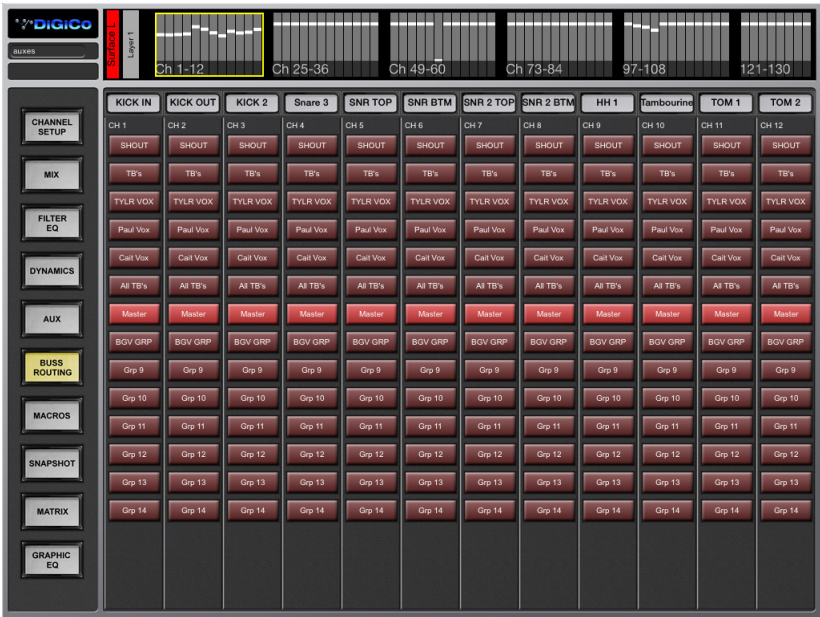 DiGiCo
auxes
Surface L
Layer 1
Ch 1-12
Ch 25-36
Ch 49-60
Ch 73-84
97-108
121-130
CHANNEL
SETUP
MIX
FILTER
EQ
DYNAMICS
AUX
BUSS
ROUTING
MACROS
SNAPSHOT
MATRIX
GRAPHIC
EQ
KICK IN KICK OUT KICK 2 Snare 3 SNR TOP SNR BTM SNR 2 TOP SNR 2 BTM HH 1 Tambourine TOM 1 TOM 2
CH 1 CH 2 CH 3 CH 4 CH 5 CH 6 CH 7 CH 8 CH 9 CH 10 CH 11 CH 12
SHOUT SHOUT SHOUT SHOUT SHOUT SHOUT SHOUT SHOUT SHOUT SHOUT SHOUT SHOUT
TB's TB's TB's TB's TB's TB's TB's TB's TB's TB's TB's TB's
TYLR VOX TYLR VOX TYLR VOX TYLR VOX TYLR VOX TYLR VOX TYLR VOX TYLR VOX TYLR VOX TYLR VOX TYLR VOX TYLR VOX
Paul Vox Paul Vox Paul Vox Paul Vox Paul Vox Paul Vox Paul Vox Paul Vox Paul Vox Paul Vox Paul Vox Paul Vox
Cait Vox Cait Vox Cait Vox Cait Vox Cait Vox Cait Vox Cait Vox Cait Vox Cait Vox Cait Vox Cait Vox Cait Vox
All TB's All TB's All TB's All TB's All TB's All TB's All TB's All TB's All TB's All TB's All TB's All TB's
Master Master Master Master Master Master Master Master Master Master Master Master
BGV GRP BGV GRP BGV GRP BGV GRP BGV GRP BGV GRP BGV GRP BGV GRP BGV GRP BGV GRP BGV GRP BGV GRP
Grp 9 Grp 9 Grp 9 Grp 9 Grp 9 Grp 9 Grp 9 Grp 9 Grp 9 Grp 9 Grp 9 Grp 9
Grp 10 Grp 10 Grp 10 Grp 10 Grp 10 Grp 10 Grp 10 Grp 10 Grp 10 Grp 10 Grp 10 Grp 10
Grp 11 Grp 11 Grp 11 Grp 11 Grp 11 Grp 11 Grp 11 Grp 11 Grp 11 Grp 11 Grp 11 Grp 11
Grp 12 Grp 12 Grp 12 Grp 12 Grp 12 Grp 12 Grp 12 Grp 12 Grp 12 Grp 12 Grp 12 Grp 12
Grp 13 Grp 13 Grp 13 Grp 13 Grp 13 Grp 13 Grp 13 Grp 13 Grp 13 Grp 13 Grp 13 Grp 13
Grp 14 Grp 14 Grp 14 Grp 14 Grp 14 Grp 14 Grp 14 Grp 14 Grp 14 Grp 14 Grp 14 Grp 14